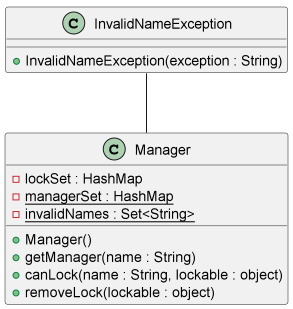 C InvalidNameException
InvalidNameException(exception : String)
C Manager
lockSet : HashMap
managerSet : HashMap
invalidNames : Set<String>
Manager()
getManager(name : String)
canLock(name : String, lockable : object)
removeLock(lockable : object)